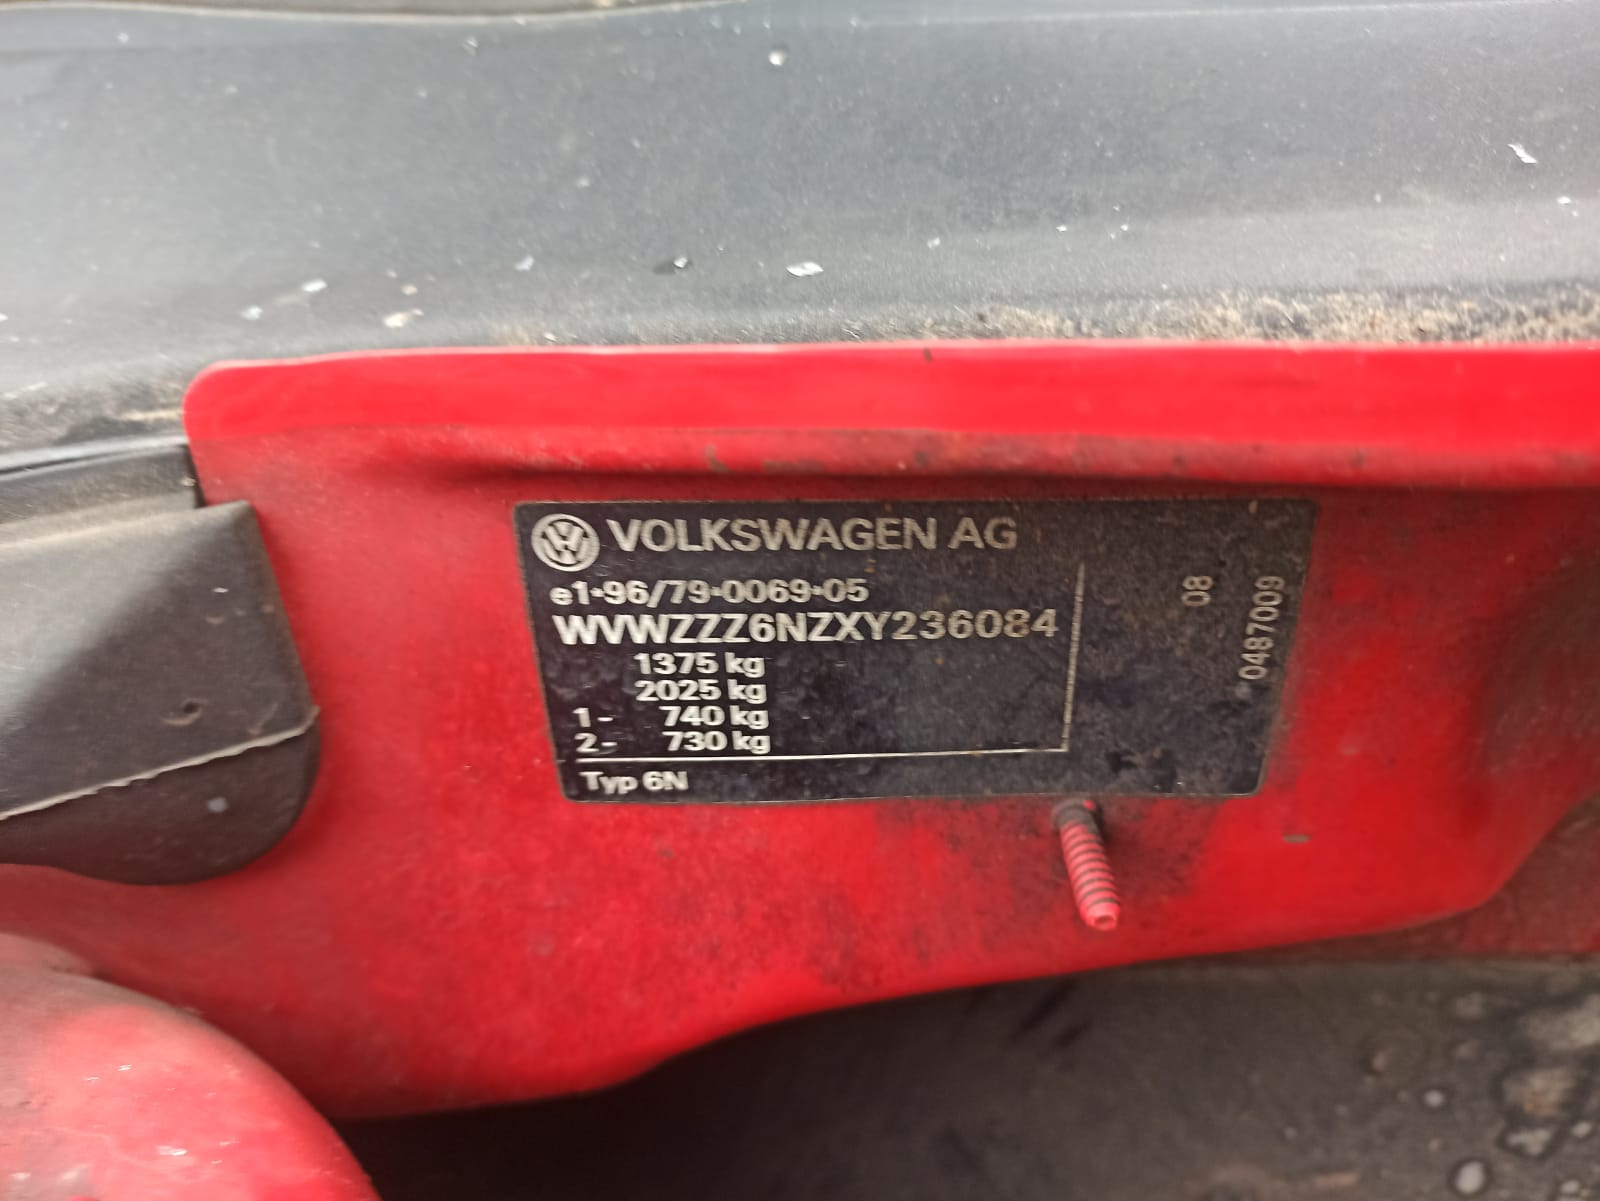 VOLKSWAGEN AG
e1*96/79*0069*05
WVWZZZ6NZXY236084
1375 kg
2025 kg
1- 740 kg
2- 730 kg
Typ 6N
08
0487009